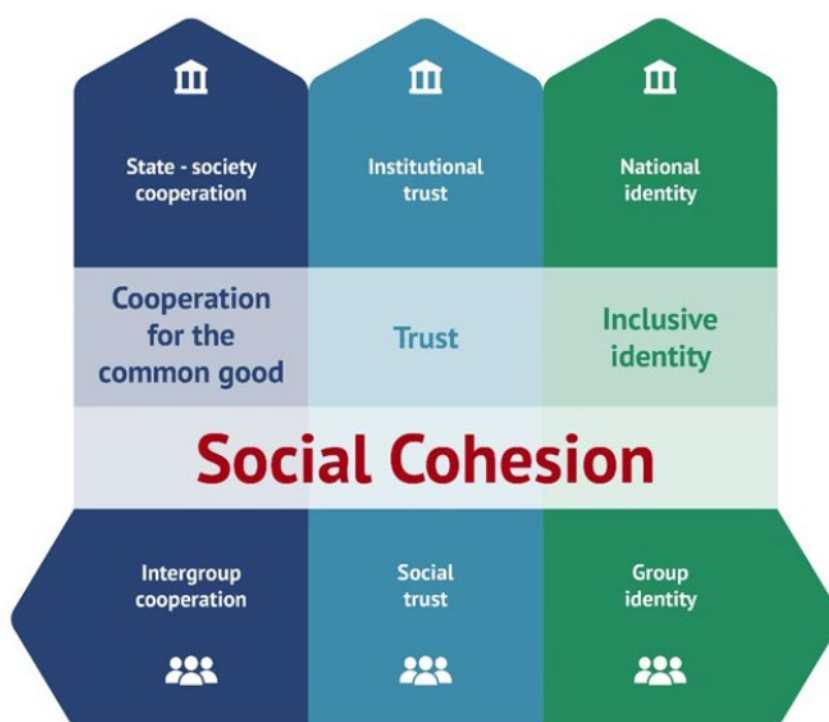 State - society
cooperation
Institutional
trust
National
identity
Cooperation
for the
common good
Trust
Inclusive
identity
Social Cohesion
Intergroup
cooperation
Social
trust
Group
identity